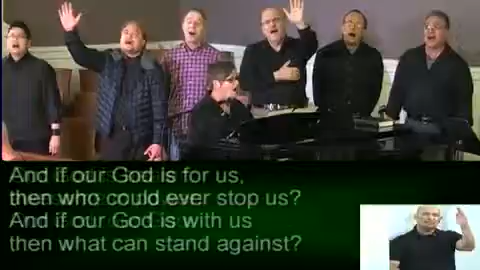 And if our God is for us,
then who could ever stop us?
And if our God is with us
then what can stand against?